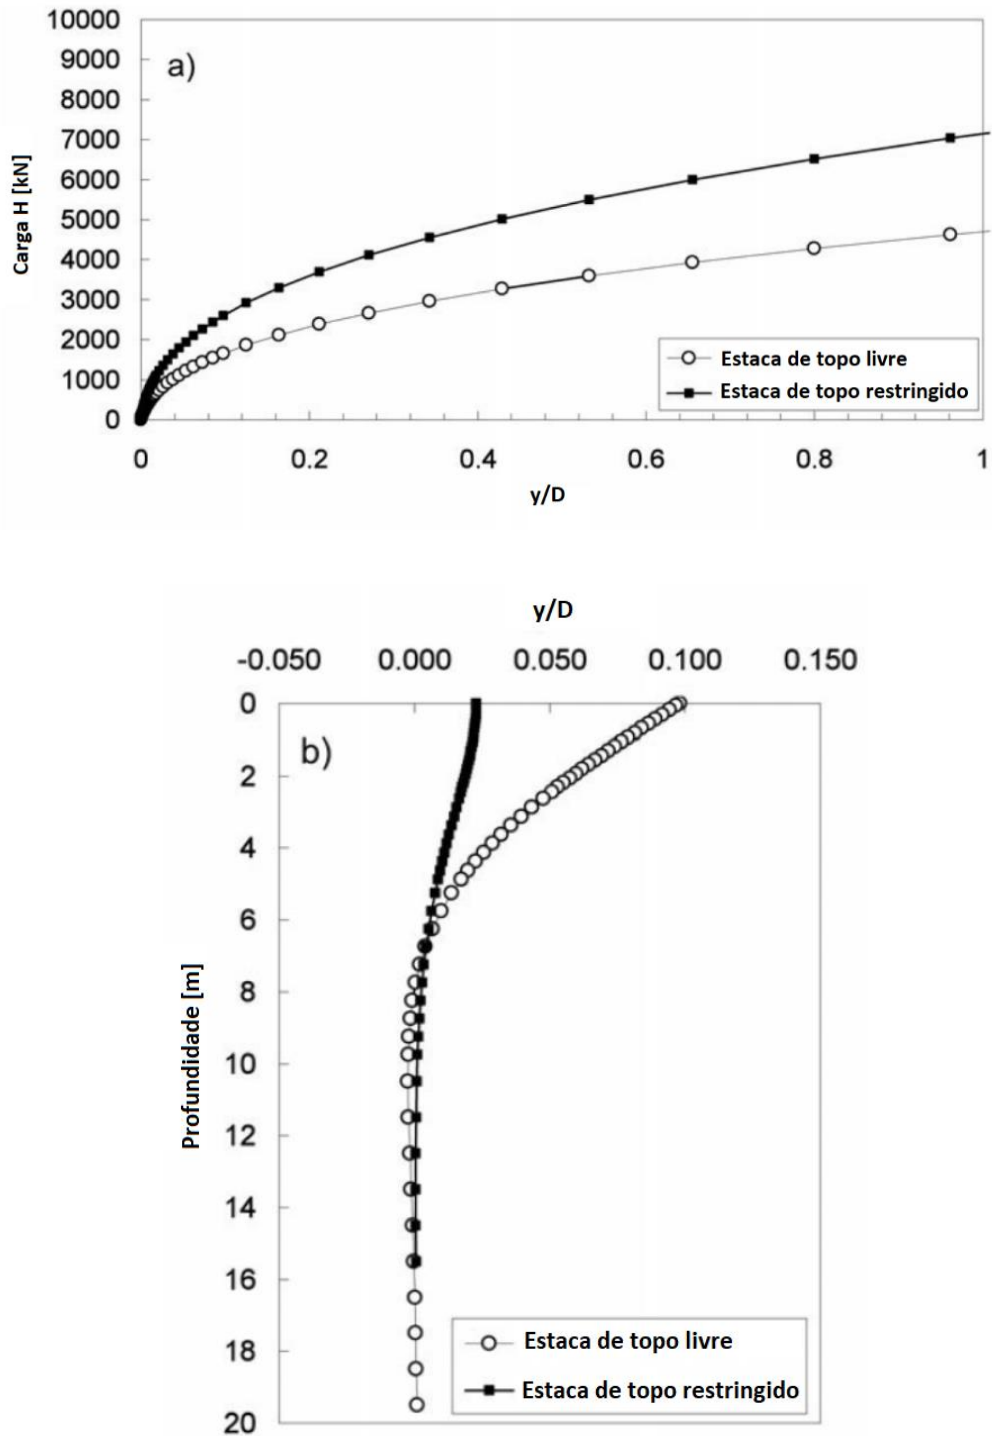 10000
9000
8000
7000
6000
5000
4000
3000
2000
1000
0
Carga H [kN]
a)
Estaca de topo livre
Estaca de topo restringido
0 0.2 0.4 0.6 0.8 1
y/D
y/D
-0.050 0.000 0.050 0.100 0.150
0
2
4
6
8
10
12
14
16
18
20
Profundidade [m]
b)
Estaca de topo livre
Estaca de topo restringido